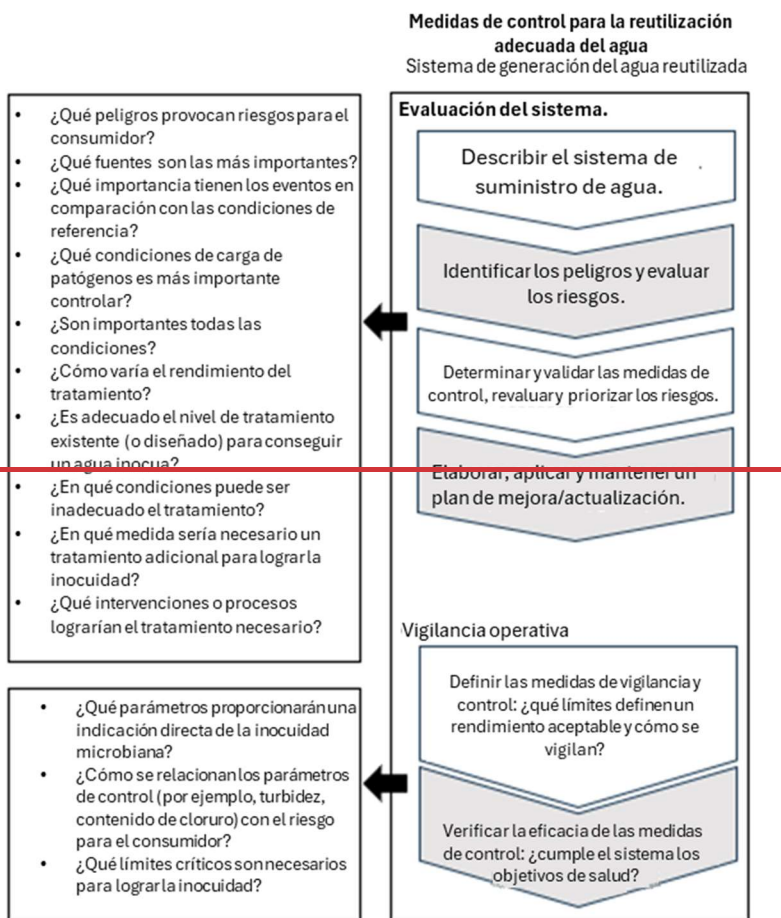 Medidas de control para la reutilización
adecuada del agua
Sistema de generación del agua reutilizada
• ¿Qué peligros provocan riesgos para el
consumidor?
• ¿Qué fuentes son las más importantes?
• ¿Qué importancia tienen los eventos en
comparación con las condiciones de
referencia?
• ¿Qué condiciones de carga de
patógenos es más importante
controlar?
• ¿Son importantes todas las
condiciones?
• ¿Cómo varía el rendimiento del
tratamiento?
• ¿Es adecuado el nivel de tratamiento
existente (o diseñado) para conseguir
un agua inocua?
• ¿En qué condiciones puede ser
inadecuado el tratamiento?
• ¿En qué medida sería necesario un
tratamiento adicional para lograr la
inocuidad?
• ¿Qué intervenciones o procesos
lograrían el tratamiento necesario?
Evaluación del sistema.
Describir el sistema de
suministro de agua.
Identificar los peligros y evaluar
los riesgos.
Determinar y validar las medidas de
control, revaluar y priorizar los riesgos.
Elaborar, aplicar y mantener un
plan de mejora/actualización.
• ¿Qué parámetros proporcionarán una
indicación directa de la inocuidad
microbiana?
• ¿Cómo se relacionan los parámetros
de control (por ejemplo, turbidez,
contenido de cloruro) con el riesgo
para el consumidor?
• ¿Qué límites críticos son necesarios
para lograr la inocuidad?
Vigilancia operativa
Definir las medidas de vigilancia y
control: ¿qué límites definen un
rendimiento aceptable y cómo se
vigilan?
Verificar la eficacia de las medidas
de control: ¿cumple el sistema los
objetivos de salud?